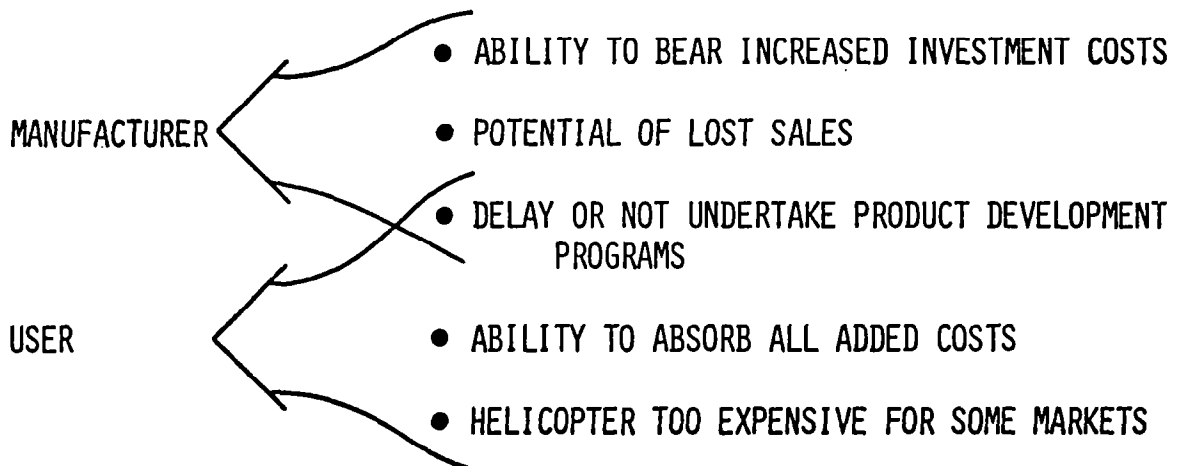 ● ABILITY TO BEAR INCREASED INVESTMENT COSTS
MANUFACTURER ● POTENTIAL OF LOST SALES
● DELAY OR NOT UNDERTAKE PRODUCT DEVELOPMENT
PROGRAMS
USER ● ABILITY TO ABSORB ALL ADDED COSTS
● HELICOPTER TOO EXPENSIVE FOR SOME MARKETS